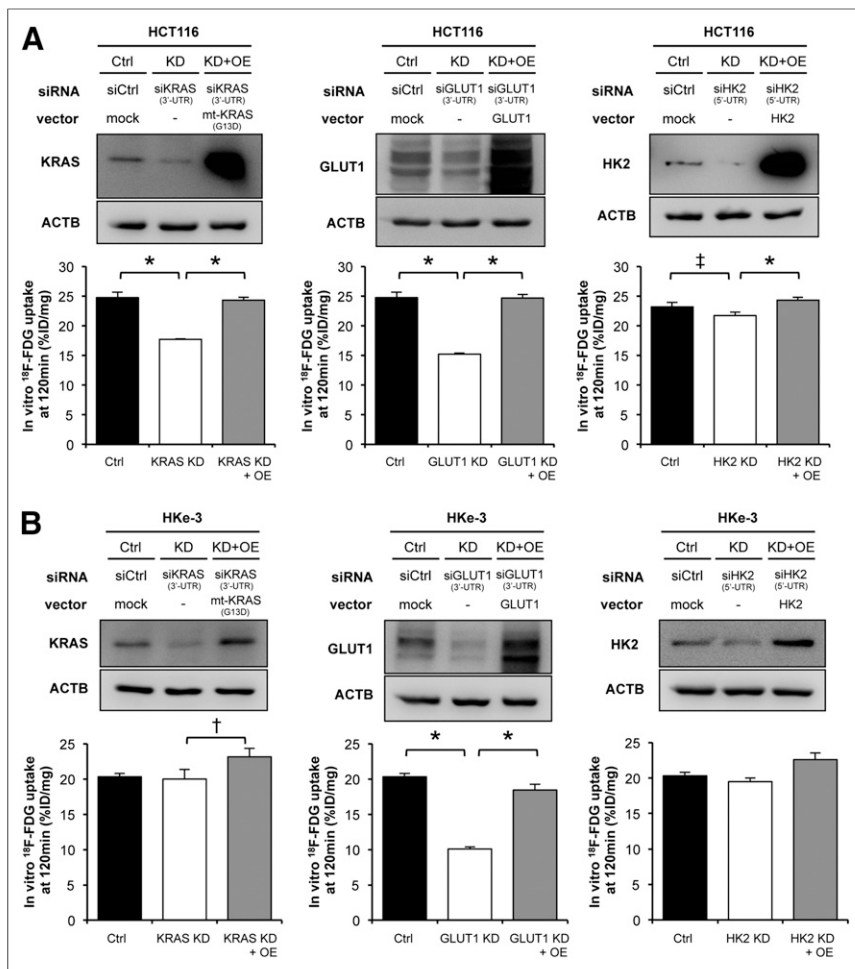 A
HCT116
Ctrl KD KD+OE
siRNA siCtrl siKRAS (3'-UTR) siKRAS (3'-UTR)
vector mock - mt-KRAS (G13D)
KRAS
ACTB
In vitro 18F-FDG uptake at 120min (%ID/mg)
30
25
20
15
10
5
0
* *
Ctrl KRAS KD KRAS KD + OE
HCT116
Ctrl KD KD+OE
siRNA siCtrl siGLUT1 (3'-UTR) siGLUT1 (3'-UTR)
vector mock - GLUT1
GLUT1
ACTB
In vitro 18F-FDG uptake at 120min (%ID/mg)
30
25
20
15
10
5
0
* *
Ctrl GLUT1 KD GLUT1 KD + OE
HCT116
Ctrl KD KD+OE
siRNA siCtrl siHK2 (5'-UTR) siHK2 (5'-UTR)
vector mock - HK2
HK2
ACTB
In vitro 18F-FDG uptake at 120min (%ID/mg)
30
25
20
15
10
5
0
‡ *
Ctrl HK2 KD HK2 KD + OE
B
HKe-3
Ctrl KD KD+OE
siRNA siCtrl siKRAS (3'-UTR) siKRAS (3'-UTR)
vector mock - mt-KRAS (G13D)
KRAS
ACTB
In vitro 18F-FDG uptake at 120min (%ID/mg)
25
20
15
10
5
0
†
Ctrl KRAS KD KRAS KD + OE
HKe-3
Ctrl KD KD+OE
siRNA siCtrl siGLUT1 (3'-UTR) siGLUT1 (3'-UTR)
vector mock - GLUT1
GLUT1
ACTB
In vitro 18F-FDG uptake at 120min (%ID/mg)
25
20
15
10
5
0
* *
Ctrl GLUT1 KD GLUT1 KD + OE
HKe-3
Ctrl KD KD+OE
siRNA siCtrl siHK2 (5'-UTR) siHK2 (5'-UTR)
vector mock - HK2
HK2
ACTB
In vitro 18F-FDG uptake at 120min (%ID/mg)
25
20
15
10
5
0
Ctrl HK2 KD HK2 KD + OE